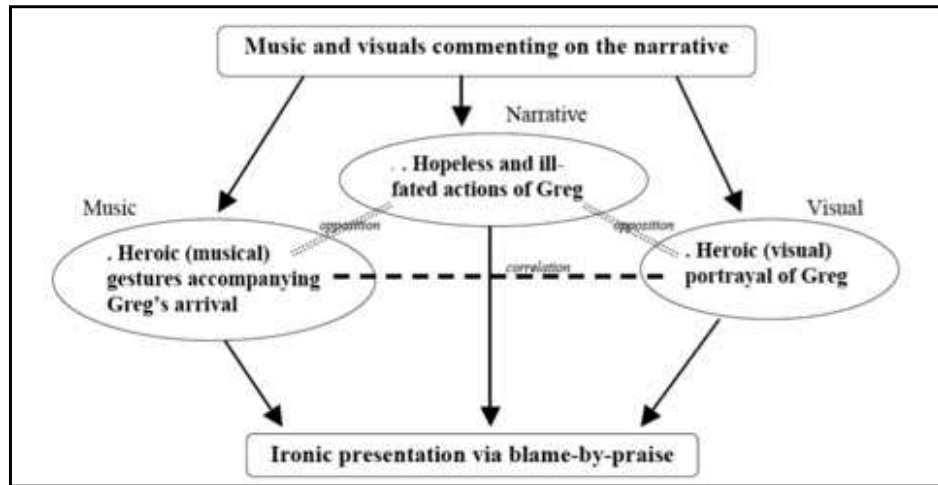 Music and visuals commenting on the narrative
Narrative
. . Hopeless and ill-
fated actions of Greg
Music
Visual
opposition
opposition
. Heroic (musical)
gestures accompanying
Greg's arrival
correlation
. Heroic (visual)
portrayal of Greg
Ironic presentation via blame-by-praise